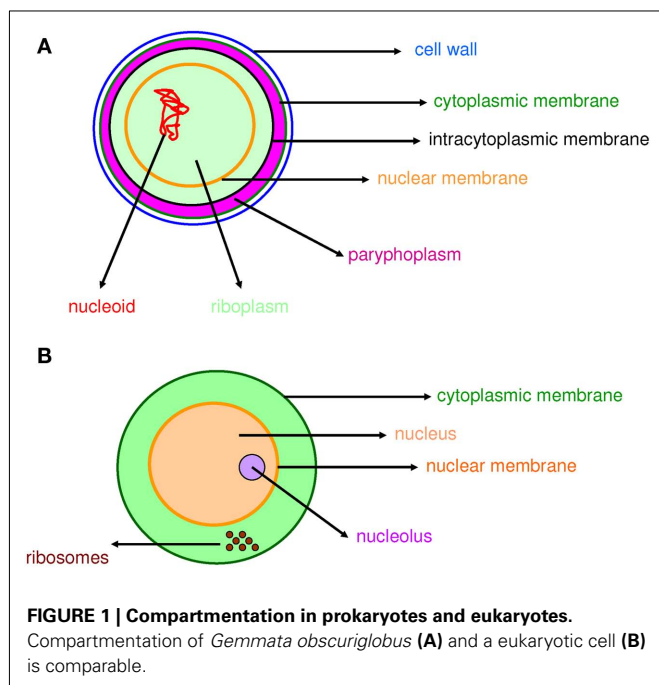 A
cell wall
cytoplasmic membrane
intracytoplasmic membrane
nuclear membrane
paryphoplasm
nucleoid
riboplasm
B
cytoplasmic membrane
nucleus
nuclear membrane
nucleolus
ribosomes
FIGURE 1 | Compartmentation in prokaryotes and eukaryotes.
Compartmentation of Gemmata obscuriglobus (A) and a eukaryotic cell (B)
is comparable.